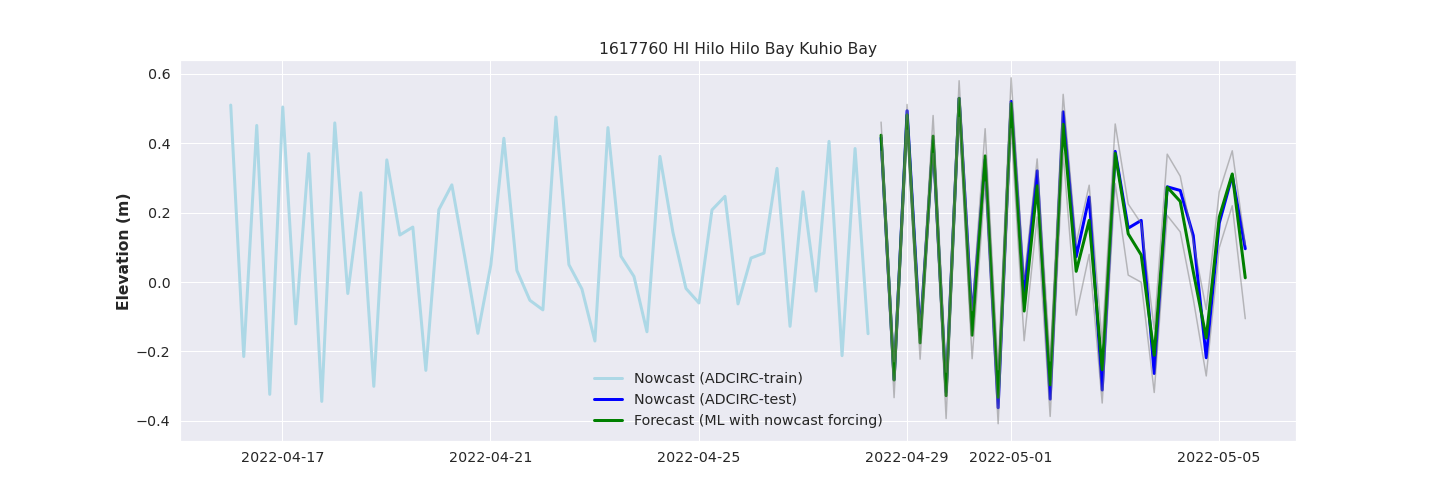 1617760 HI Hilo Hilo Bay Kuhio Bay
Elevation (m)
0.6
0.4
0.2
0.0
−0.2
−0.4
Nowcast (ADCIRC-train)
Nowcast (ADCIRC-test)
Forecast (ML with nowcast forcing)
2022-04-17 2022-04-21 2022-04-25 2022-04-29 2022-05-01 2022-05-05